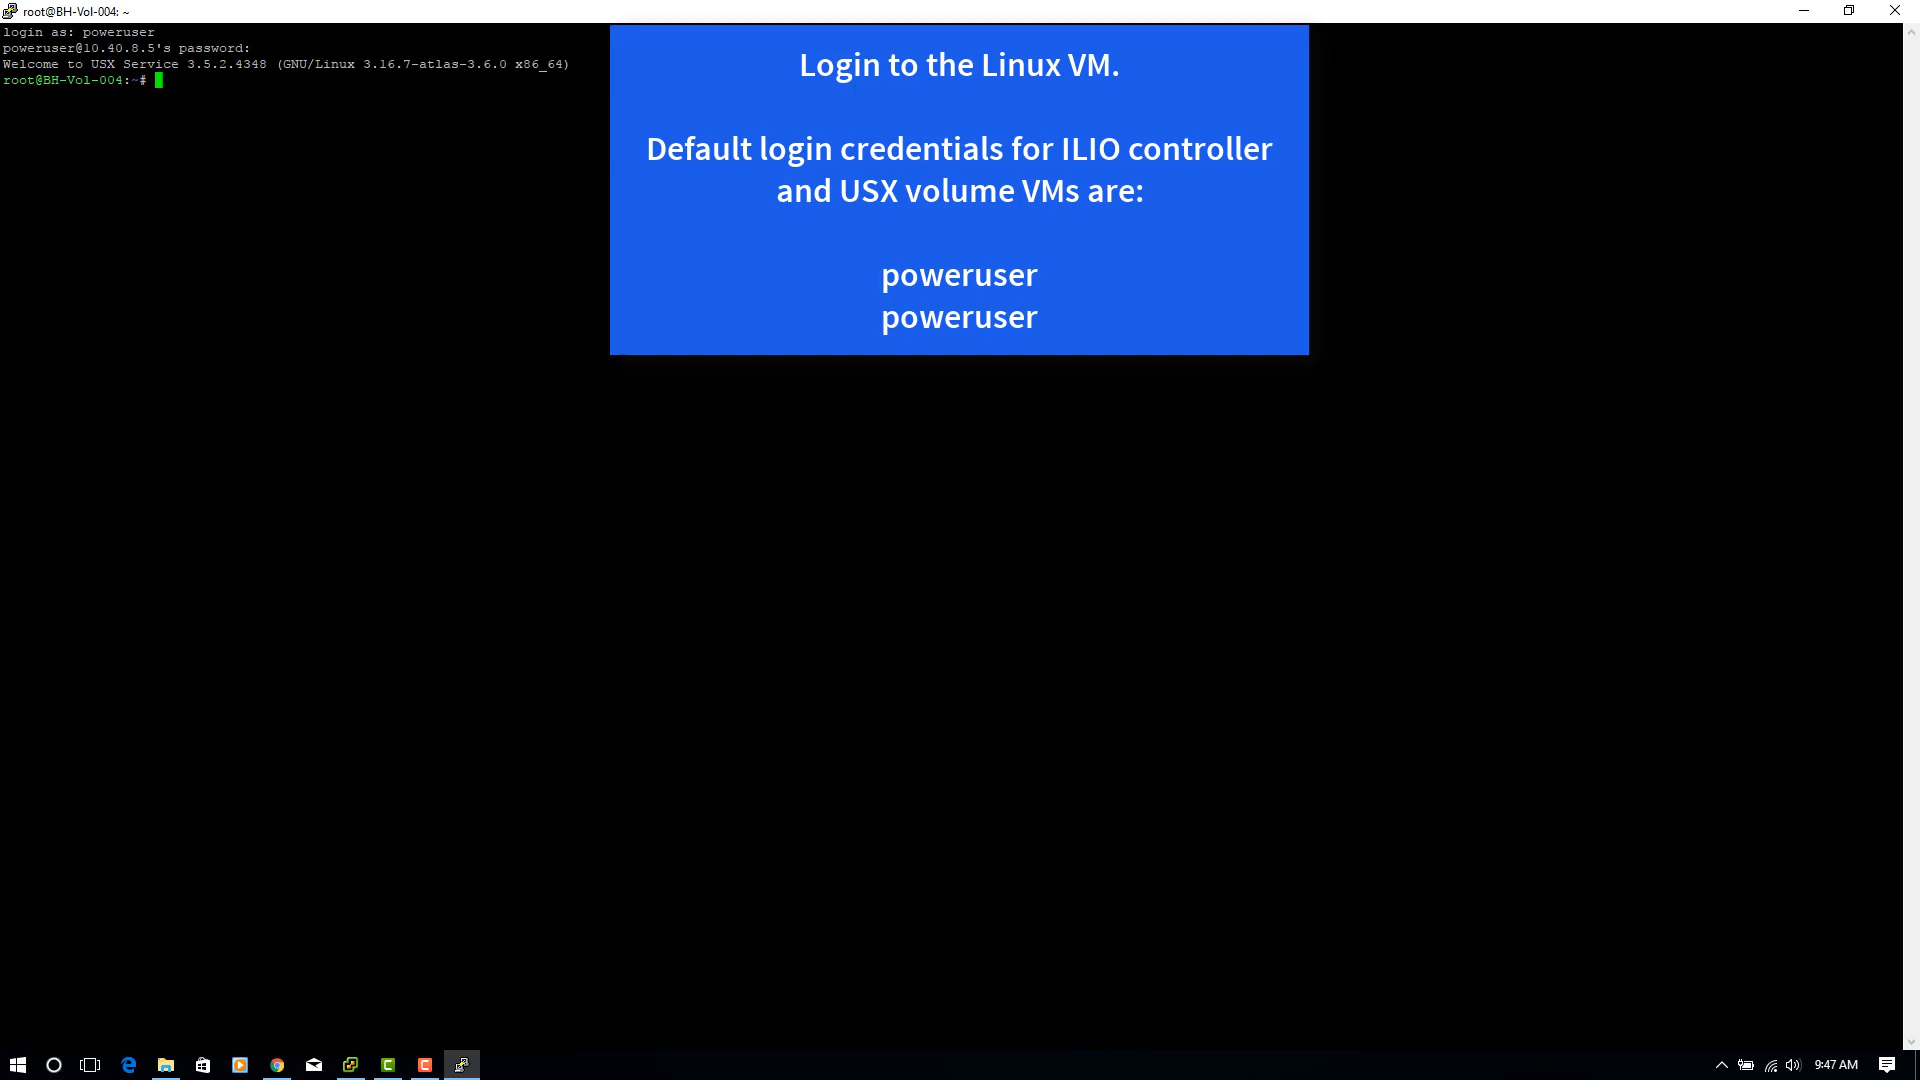 root@BH-Vol-004: ~
login as: poweruser
poweruser@10.40.8.5's password:
Welcome to USX Service 3.5.2.4348 (GNU/Linux 3.16.7-atlas-3.6.0 x86_64)
root@BH-Vol-004:~#
Login to the Linux VM.
Default login credentials for ILIO controller
and USX volume VMs are:
poweruser
poweruser
9:47 AM